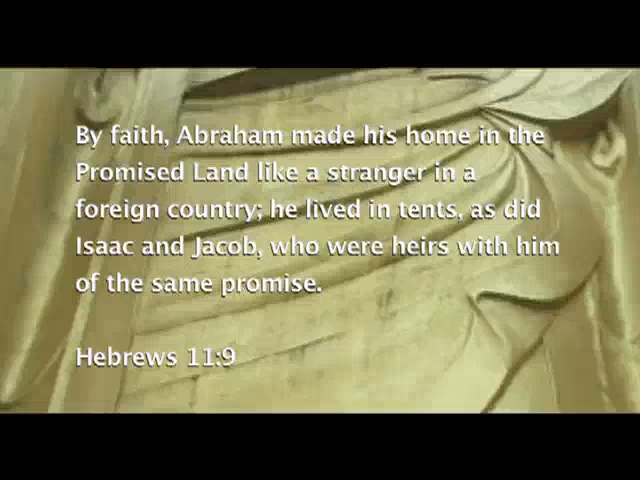 By faith, Abraham made his home in the
Promised Land like a stranger in a
foreign country; he lived in tents, as did
Isaac and Jacob, who were heirs with him
of the same promise.
Hebrews 11:9